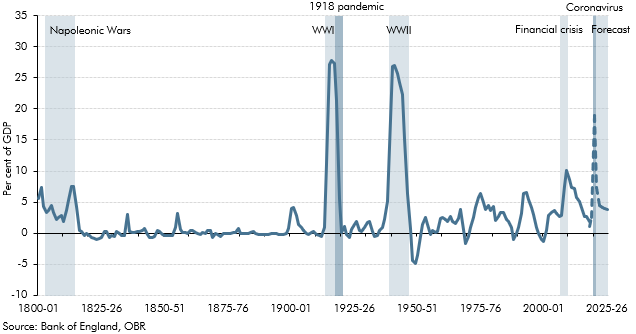 1918 pandemic
Coronavirus
Napoleonic Wars
WWI
WWII
Financial crisis
Forecast
Per cent of GDP
35
30
25
20
15
10
5
0
-5
-10
1800-01
1825-26
1850-51
1875-76
1900-01
1925-26
1950-51
1975-76
2000-01
2025-26
Source: Bank of England, OBR